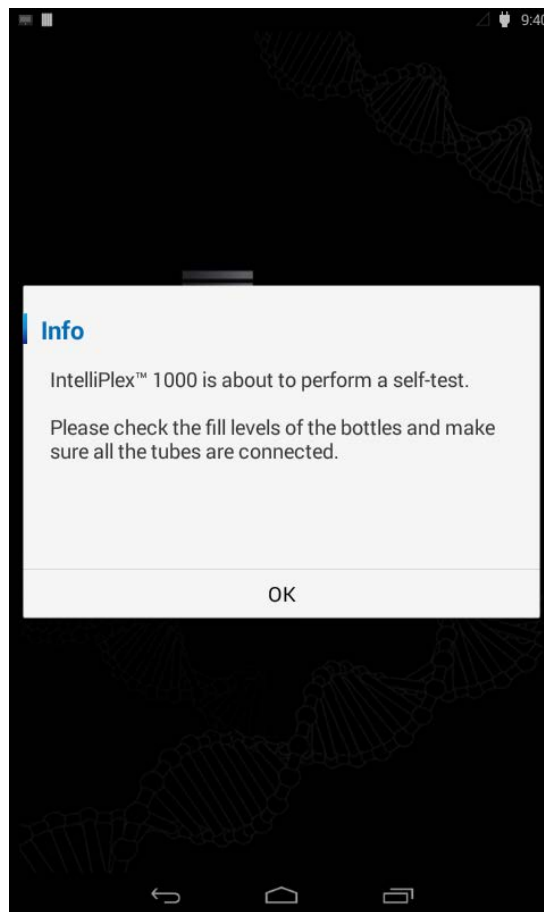 9:40
Info
IntelliPlex™ 1000 is about to perform a self-test.
Please check the fill levels of the bottles and make
sure all the tubes are connected.
OK